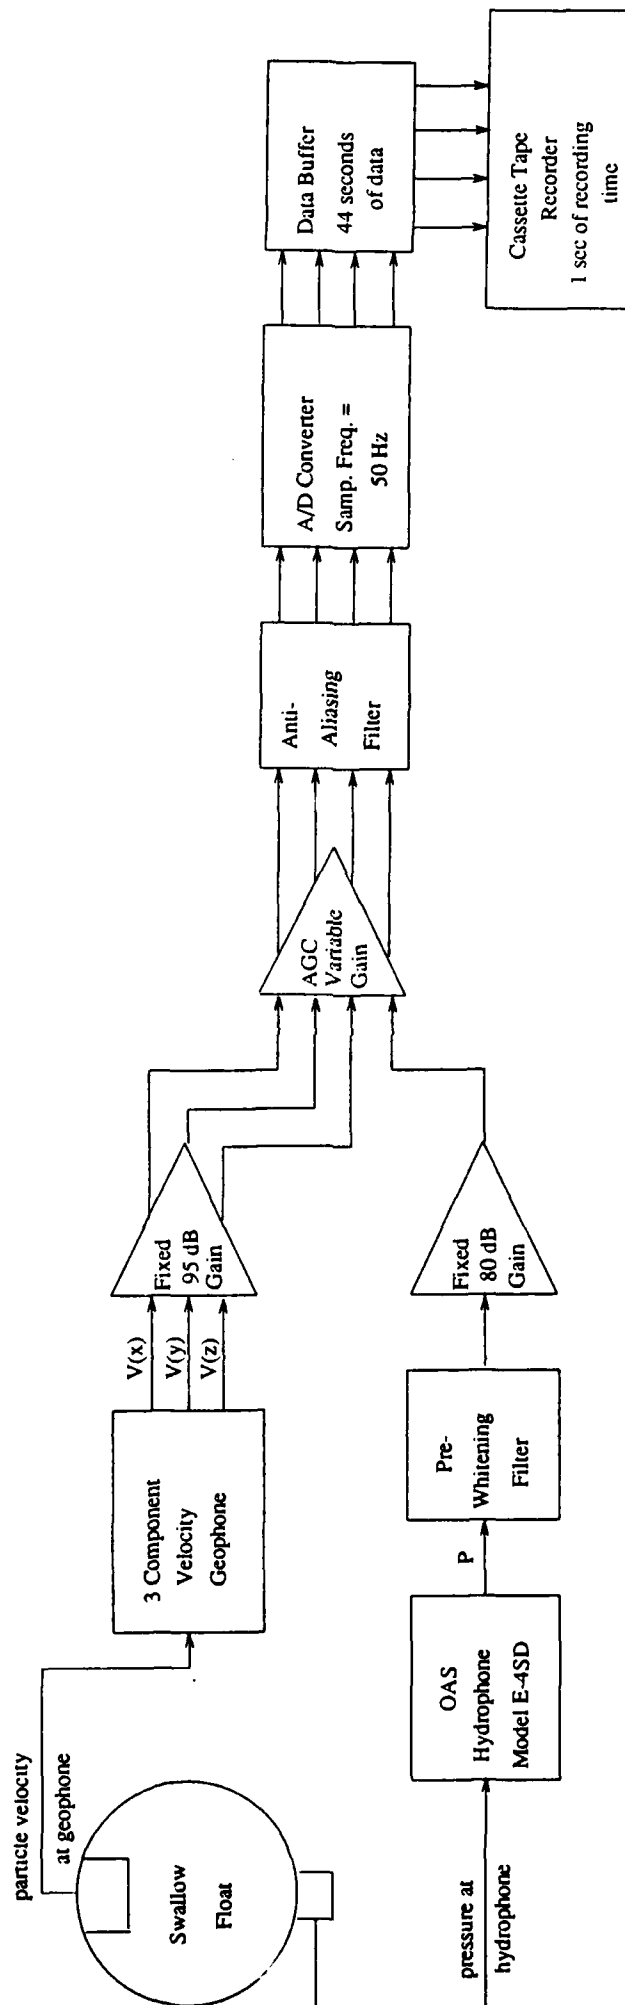 particle velocity
at geophone
Swallow
Float
3 Component
Velocity
Geophone
V(x)
V(y)
V(z)
Fixed
95 dB
Gain
pressure at
hydrophone
OAS
Hydrophone
Model E-4SD
P
Pre-
Whitening
Filter
Fixed
80 dB
Gain
AGC
Variable
Gain
Anti-
Aliasing
Filter
A/D Converter
Samp. Freq. =
50 Hz
Data Buffer
44 seconds
of data
Cassette Tape
Recorder
1 sec of recording
time